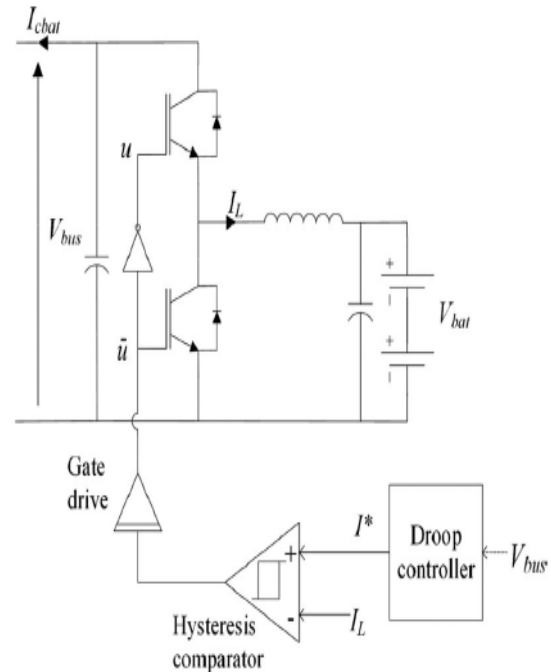 I_cbat
u
I_L
V_bus
ū
+
-
V_bat
+
-
Gate
drive
I*
Droop
controller
V_bus
+
-
I_L
Hysteresis
comparator